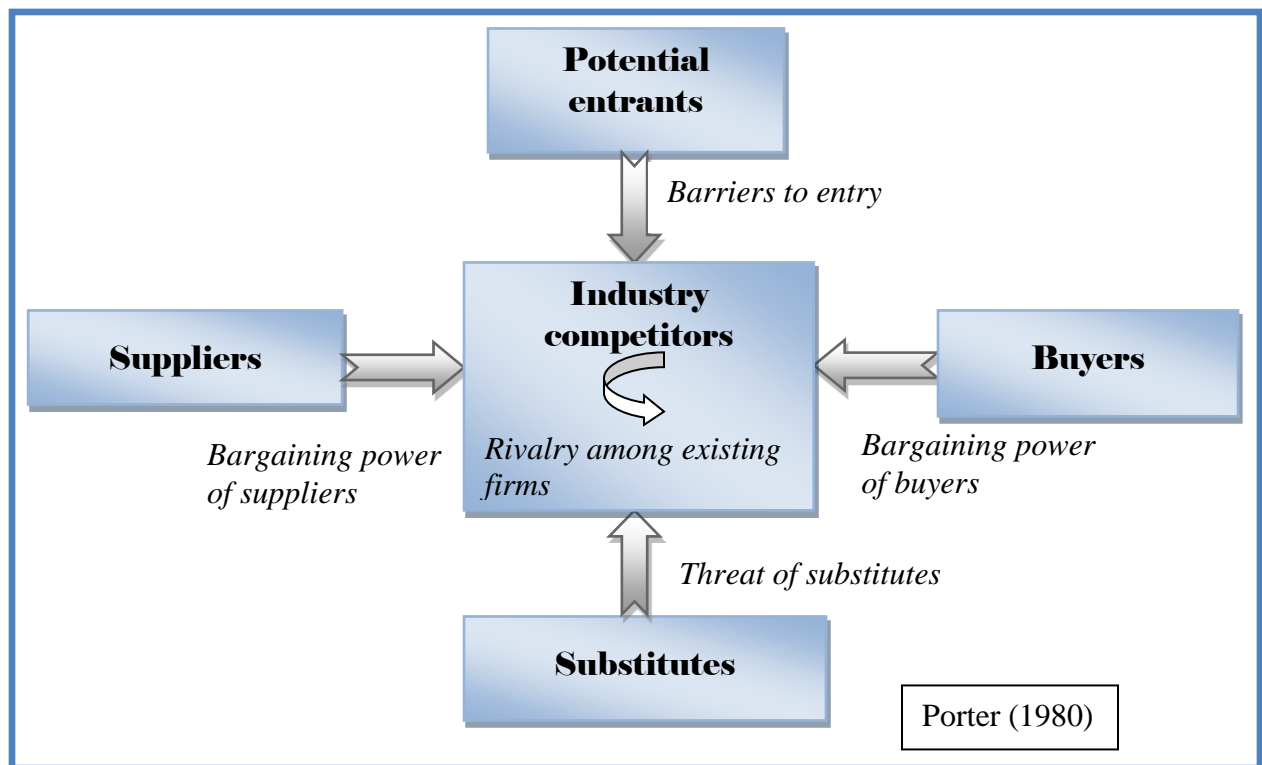 Potential
entrants
Barriers to entry
Industry
competitors
Suppliers
Buyers
Rivalry among existing
firms
Bargaining power
of suppliers
Bargaining power
of buyers
Threat of substitutes
Substitutes
Porter (1980)